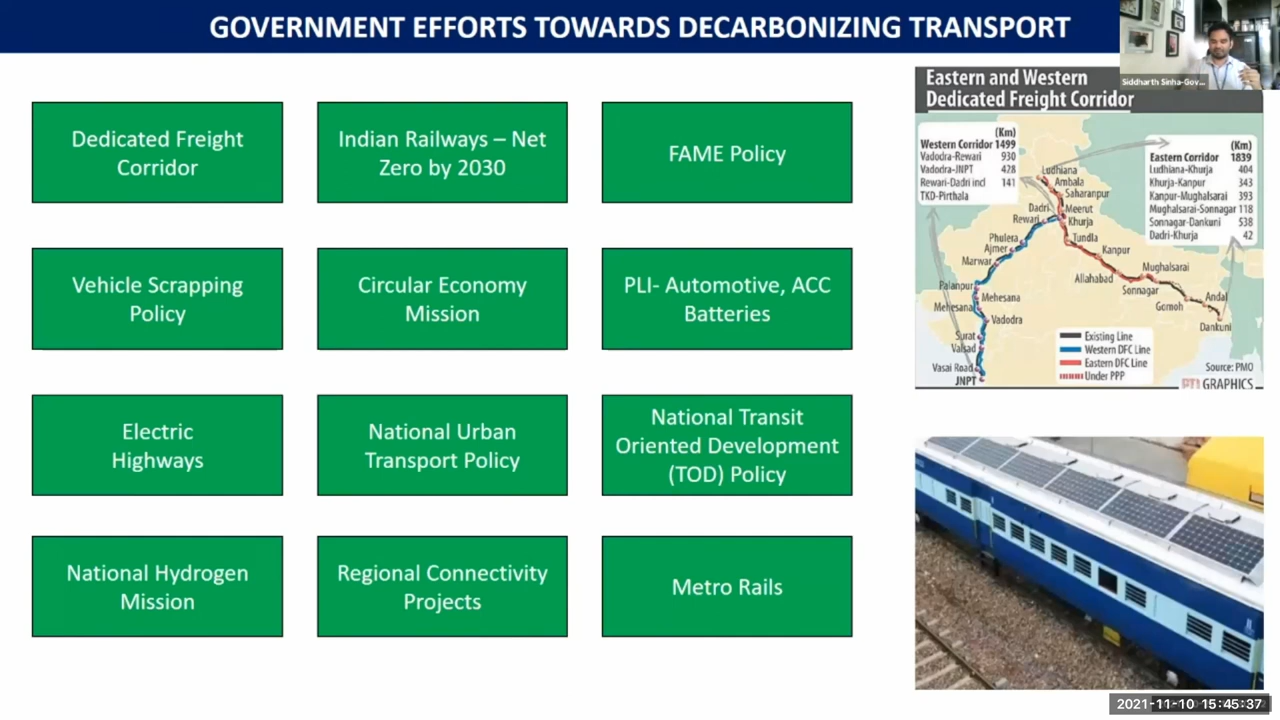 GOVERNMENT EFFORTS TOWARDS DECARBONIZING TRANSPORT
Siddharth Sinha-Gov...
Dedicated Freight
Corridor
Indian Railways – Net
Zero by 2030
FAME Policy
Vehicle Scrapping
Policy
Circular Economy
Mission
PLI- Automotive, ACC
Batteries
Electric
Highways
National Urban
Transport Policy
National Transit
Oriented Development
(TOD) Policy
National Hydrogen
Mission
Regional Connectivity
Projects
Metro Rails
Eastern and Western
Dedicated Freight Corridor
(Km)
Western Corridor 1499
Vadodra-Rewari 930
Vadodra-JNPT 428
Rewari-Dadri incl 141
TKD-Pirthala
(Km)
Eastern Corridor 1839
Ludhiana-Khurja 404
Khurja-Kanpur 343
Kanpur-Mughalsarai 393
Mughalsarai-Sonnagar 118
Sonnagar-Dankuni 538
Dadri-Khurja 42
Ludhiana
Ambala
Saharanpur
Dadri
Meerut
Rewari
Khurja
Phulera
Tundla
Ajmer
Kanpur
Marwar
Mughalsarai
Allahabad
Palanpur
Sonnagar
Mehesana
Andal
Mehesana
Gomoh
Vadodra
Dankuni
Surat
Valsad
Vasai Road
JNPT
Existing Line
Western DFC Line
Eastern DFC Line
Under PPP
Source: PMO
PTI GRAPHICS
2021-11-10 15:45:37